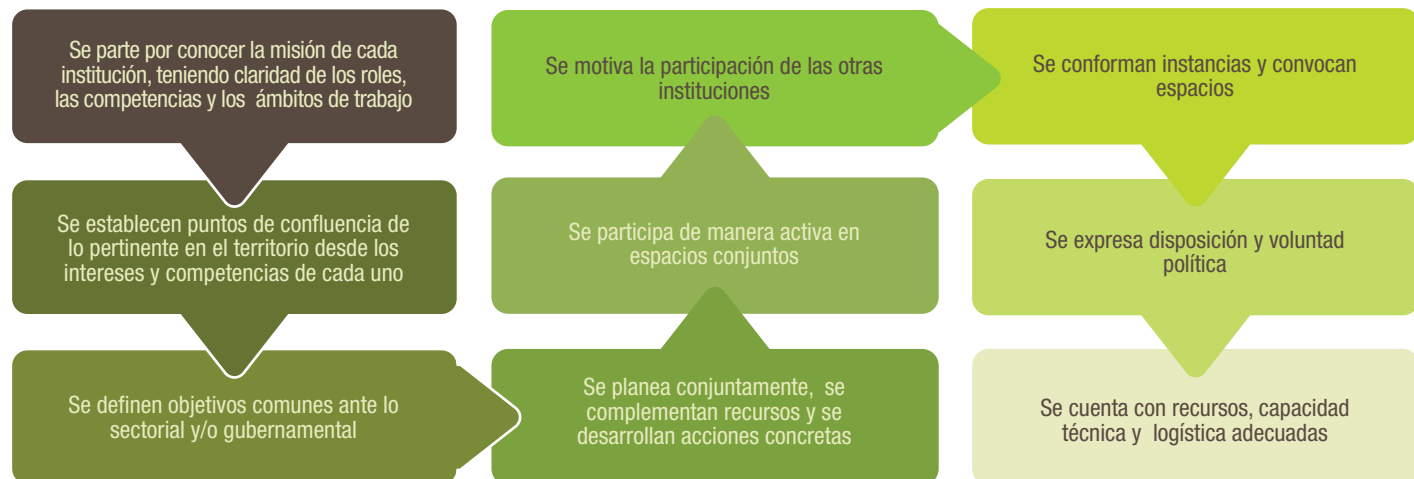 Se parte por conocer la misión de cada
institución, teniendo claridad de los roles,
las competencias y los ámbitos de trabajo
Se establecen puntos de confluencia de
lo pertinente en el territorio desde los
intereses y competencias de cada uno
Se definen objetivos comunes ante lo
sectorial y/o gubernamental
Se planea conjuntamente, se
complementan recursos y se
desarrollan acciones concretas
Se participa de manera activa en
espacios conjuntos
Se motiva la participación de las otras
instituciones
Se conforman instancias y convocan
espacios
Se expresa disposición y voluntad
política
Se cuenta con recursos, capacidad
técnica y logística adecuadas